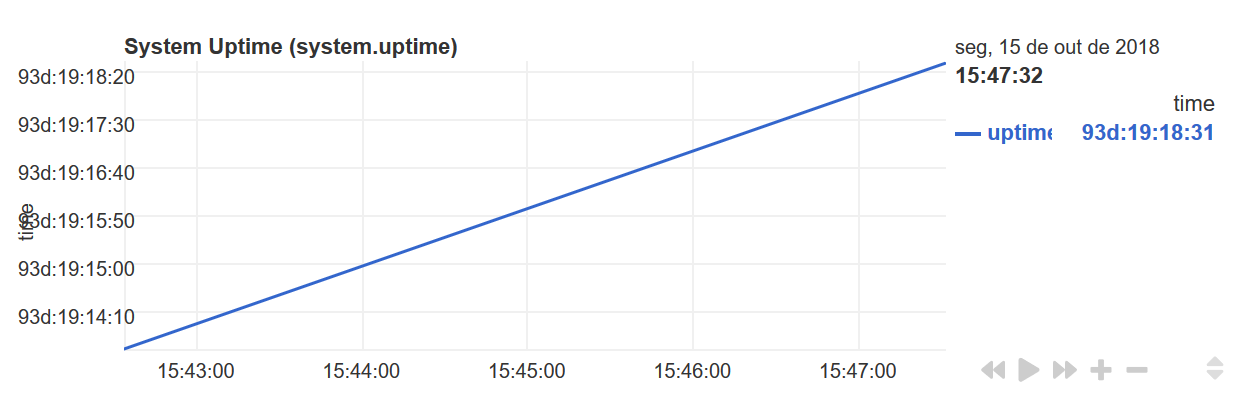 System Uptime (system.uptime)
93d:19:18:20
93d:19:17:30
93d:19:16:40
93d:19:15:50
93d:19:15:00
93d:19:14:10
time
15:43:00 15:44:00 15:45:00 15:46:00 15:47:00
seg, 15 de out de 2018
15:47:32
time
uptime 93d:19:18:31